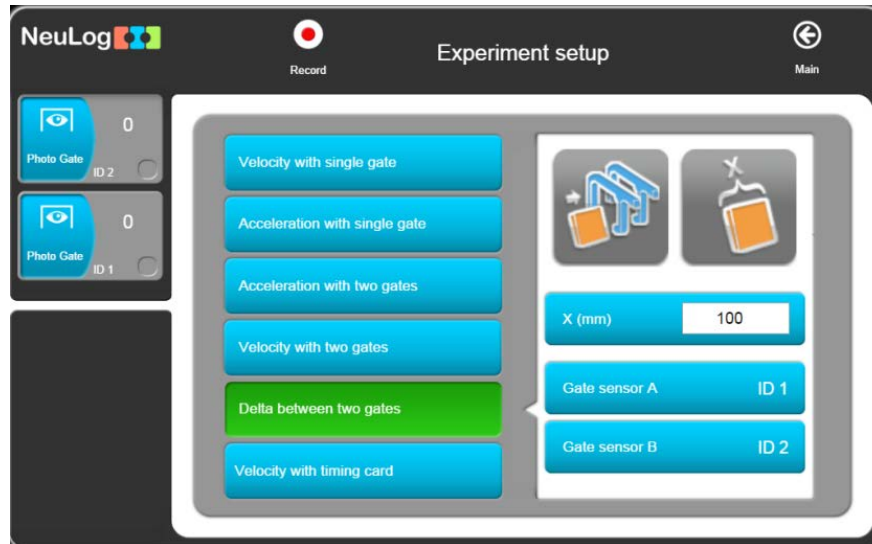 NeuLog
Record
Experiment setup
Main
Photo Gate
0
ID 2
Photo Gate
0
ID 1
Velocity with single gate
Acceleration with single gate
Acceleration with two gates
Velocity with two gates
Delta between two gates
Velocity with timing card
X
X (mm) 100
Gate sensor A ID 1
Gate sensor B ID 2